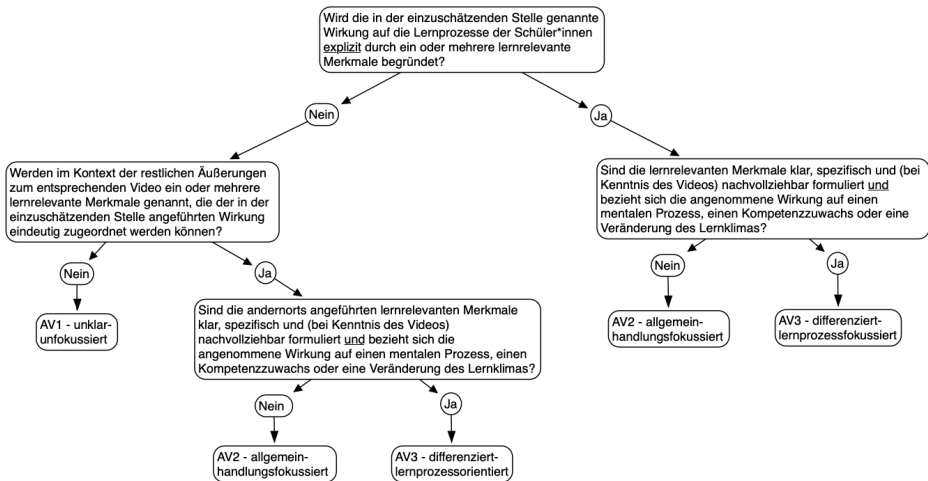 Wird die in der einzuschätzenden Stelle genannte
Wirkung auf die Lernprozesse der Schüler*innen
explizit durch ein oder mehrere lernrelevante
Merkmale begründet?
Nein
Ja
Werden im Kontext der restlichen Äußerungen
zum entsprechenden Video ein oder mehrere
lernrelevante Merkmale genannt, die der in der
einzuschätzenden Stelle angeführten Wirkung
eindeutig zugeordnet werden können?
Sind die lernrelevanten Merkmale klar, spezifisch und (bei
Kenntnis des Videos) nachvollziehbar formuliert und
bezieht sich die angenommene Wirkung auf einen
mentalen Prozess, einen Kompetenzzuwachs oder eine
Veränderung des Lernklimas?
Nein
Ja
Nein
Ja
AV1 - unklar-
unfokussiert
Sind die andernorts angeführten lernrelevanten Merkmale
klar, spezifisch und (bei Kenntnis des Videos)
nachvollziehbar formuliert und bezieht sich die
angenommene Wirkung auf einen mentalen Prozess, einen
Kompetenzzuwachs oder eine Veränderung des Lernklimas?
AV2 - allgemein-
handlungsfokussiert
AV3 - differenziert-
lernprozessfokussiert
Nein
Ja
AV2 - allgemein-
handlungsfokussiert
AV3 - differenziert-
lernprozessorientiert